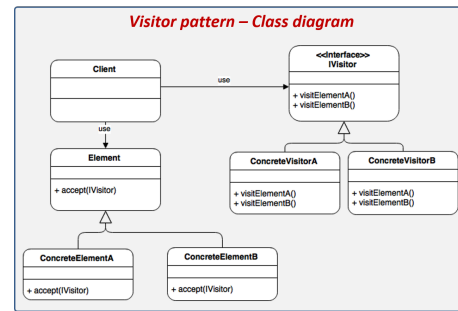 Visitor pattern – Class diagram
Client
use
<<Interface>>
IVisitor
+ visitElementA()
+ visitElementB()
use
Element
+ accept(IVisitor)
ConcreteVisitorA
+ visitElementA()
+ visitElementB()
ConcreteVisitorB
+ visitElementA()
+ visitElementB()
ConcreteElementA
+ accept(IVisitor)
ConcreteElementB
+ accept(IVisitor)